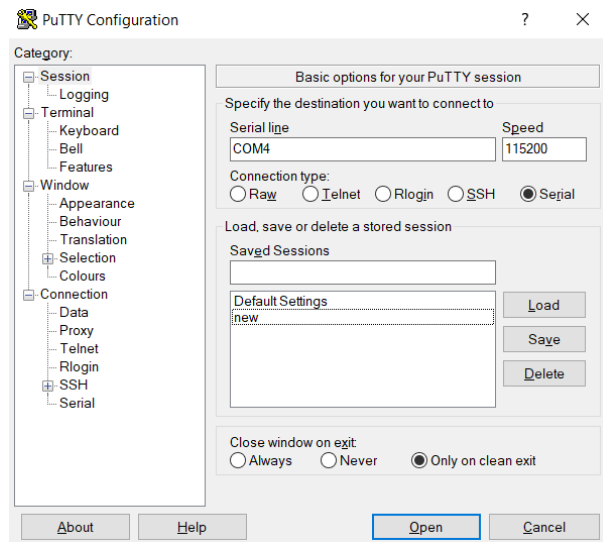 PuTTY Configuration ? ×
Category:
Session
Logging
Terminal
Keyboard
Bell
Features
Window
Appearance
Behaviour
Translation
Selection
Colours
Connection
Data
Proxy
Telnet
Rlogin
SSH
Serial
Basic options for your PuTTY session
Specify the destination you want to connect to
Serial line Speed
COM4 115200
Connection type:
Raw Telnet Rlogin SSH Serial
Load, save or delete a stored session
Saved Sessions
Default Settings
new
Load
Save
Delete
Close window on exit:
Always Never Only on clean exit
About Help Open Cancel